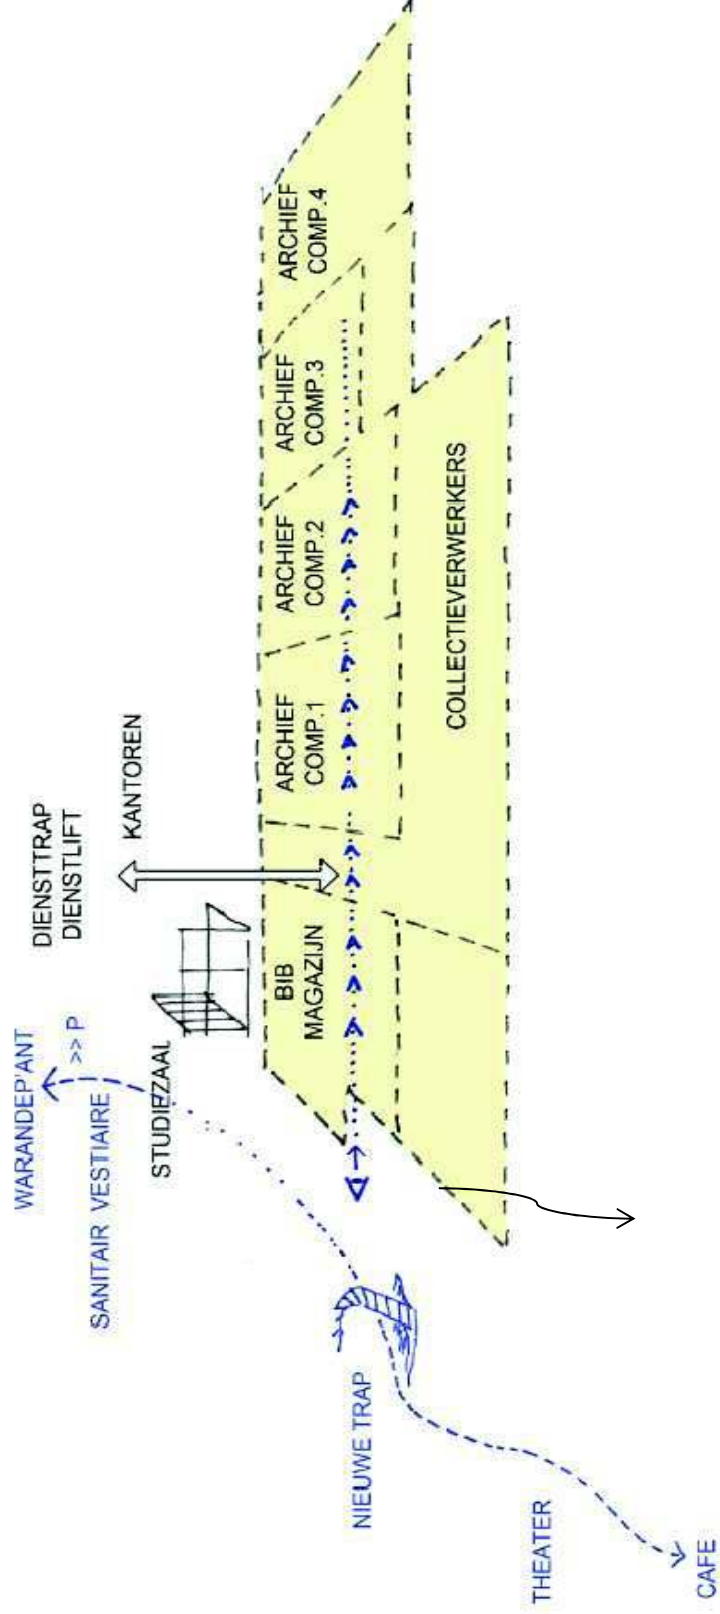 WARANDEP'ANT
>> P
SANITAIR VESTIAIRE
DIENSTTRAP
DIENSTLIFT
KANTOREN
STUDIEZAAL
BIB
MAGAZIJN
ARCHIEF
COMP.1
ARCHIEF
COMP.2
ARCHIEF
COMP.3
ARCHIEF
COMP.4
COLLECTIEVERWERKERS
NIEUWE TRAP
THEATER
CAFE